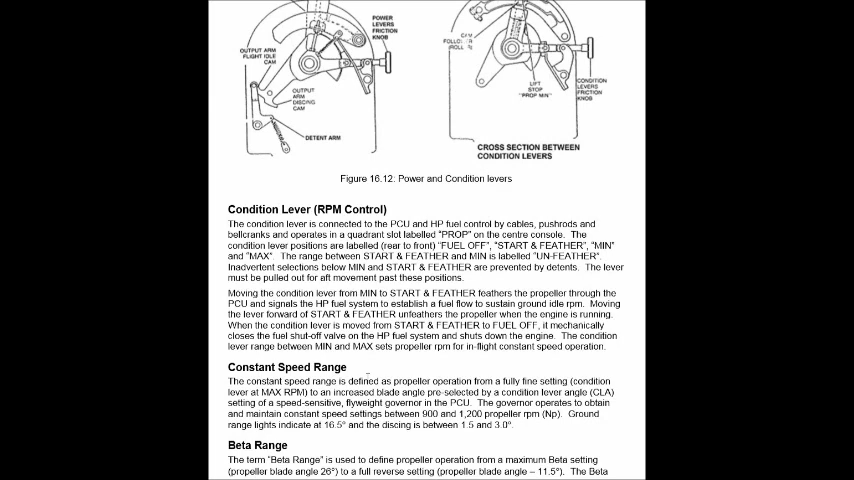 POWER
LEVERS
FRICTION
KNOB
OUTPUT ARM
FLIGHT IDLE
CAM
OUTPUT
ARM
DISCING
CAM
DETENT ARM
CAM
LIFT
STOP
"PROP MIN"
CONDITION
LEVERS
FRICTION
KNOB
CROSS SECTION BETWEEN
CONDITION LEVERS
Figure 16.12: Power and Condition levers
Condition Lever (RPM Control)
The condition lever is connected to the PCU and HP fuel control by cables, pushrods and
bellcranks and operates in a quadrant slot labelled “PROP” on the centre console. The
condition lever positions are labelled (rear to front) “FUEL OFF”, “START & FEATHER”, “MIN”
and “MAX”. The range between START & FEATHER and MIN is labelled “UN-FEATHER”.
Inadvertent selections below MIN and START & FEATHER are prevented by detents. The lever
must be pulled out for aft movement past these positions.
Moving the condition lever from MIN to START & FEATHER feathers the propeller through the
PCU and signals the HP fuel system to establish a fuel flow to sustain ground idle rpm. Moving
the lever forward of START & FEATHER unfeathers the propeller when the engine is running.
When the condition lever is moved from START & FEATHER to FUEL OFF, it mechanically
closes the fuel shut-off valve on the HP fuel system and shuts down the engine. The condition
lever range between MIN and MAX sets propeller rpm for in-flight constant speed operation.
Constant Speed Range
The constant speed range is defined as propeller operation from a fully fine setting (condition
lever at MAX RPM) to an increased blade angle pre-selected by a condition lever angle (CLA)
setting of a speed-sensitive, flyweight governor in the PCU. The governor operates to obtain
and maintain constant speed settings between 900 and 1,200 propeller rpm (Np). Ground
range lights indicate at 16.5° and the discing is between 1.5 and 3.0°.
Beta Range
The term “Beta Range” is used to define propeller operation from a maximum Beta setting
(propeller blade angle 26°) to a full reverse setting (propeller blade angle – 11.5°). The Beta